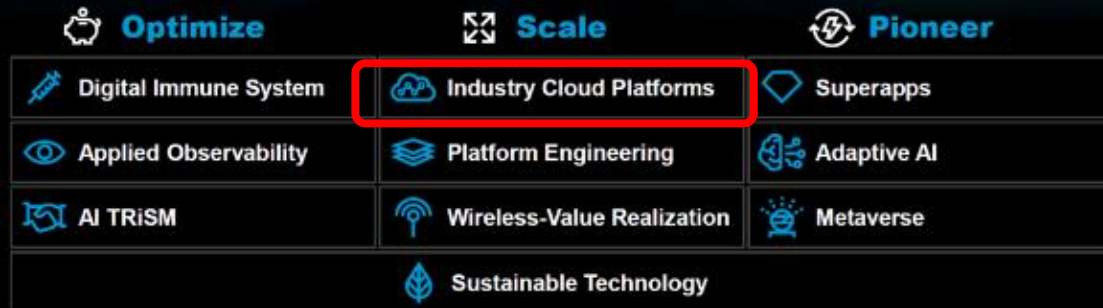 Optimize Scale Pioneer
Digital Immune System Industry Cloud Platforms Superapps
Applied Observability Platform Engineering Adaptive AI
AI TRiSM Wireless-Value Realization Metaverse
Sustainable Technology